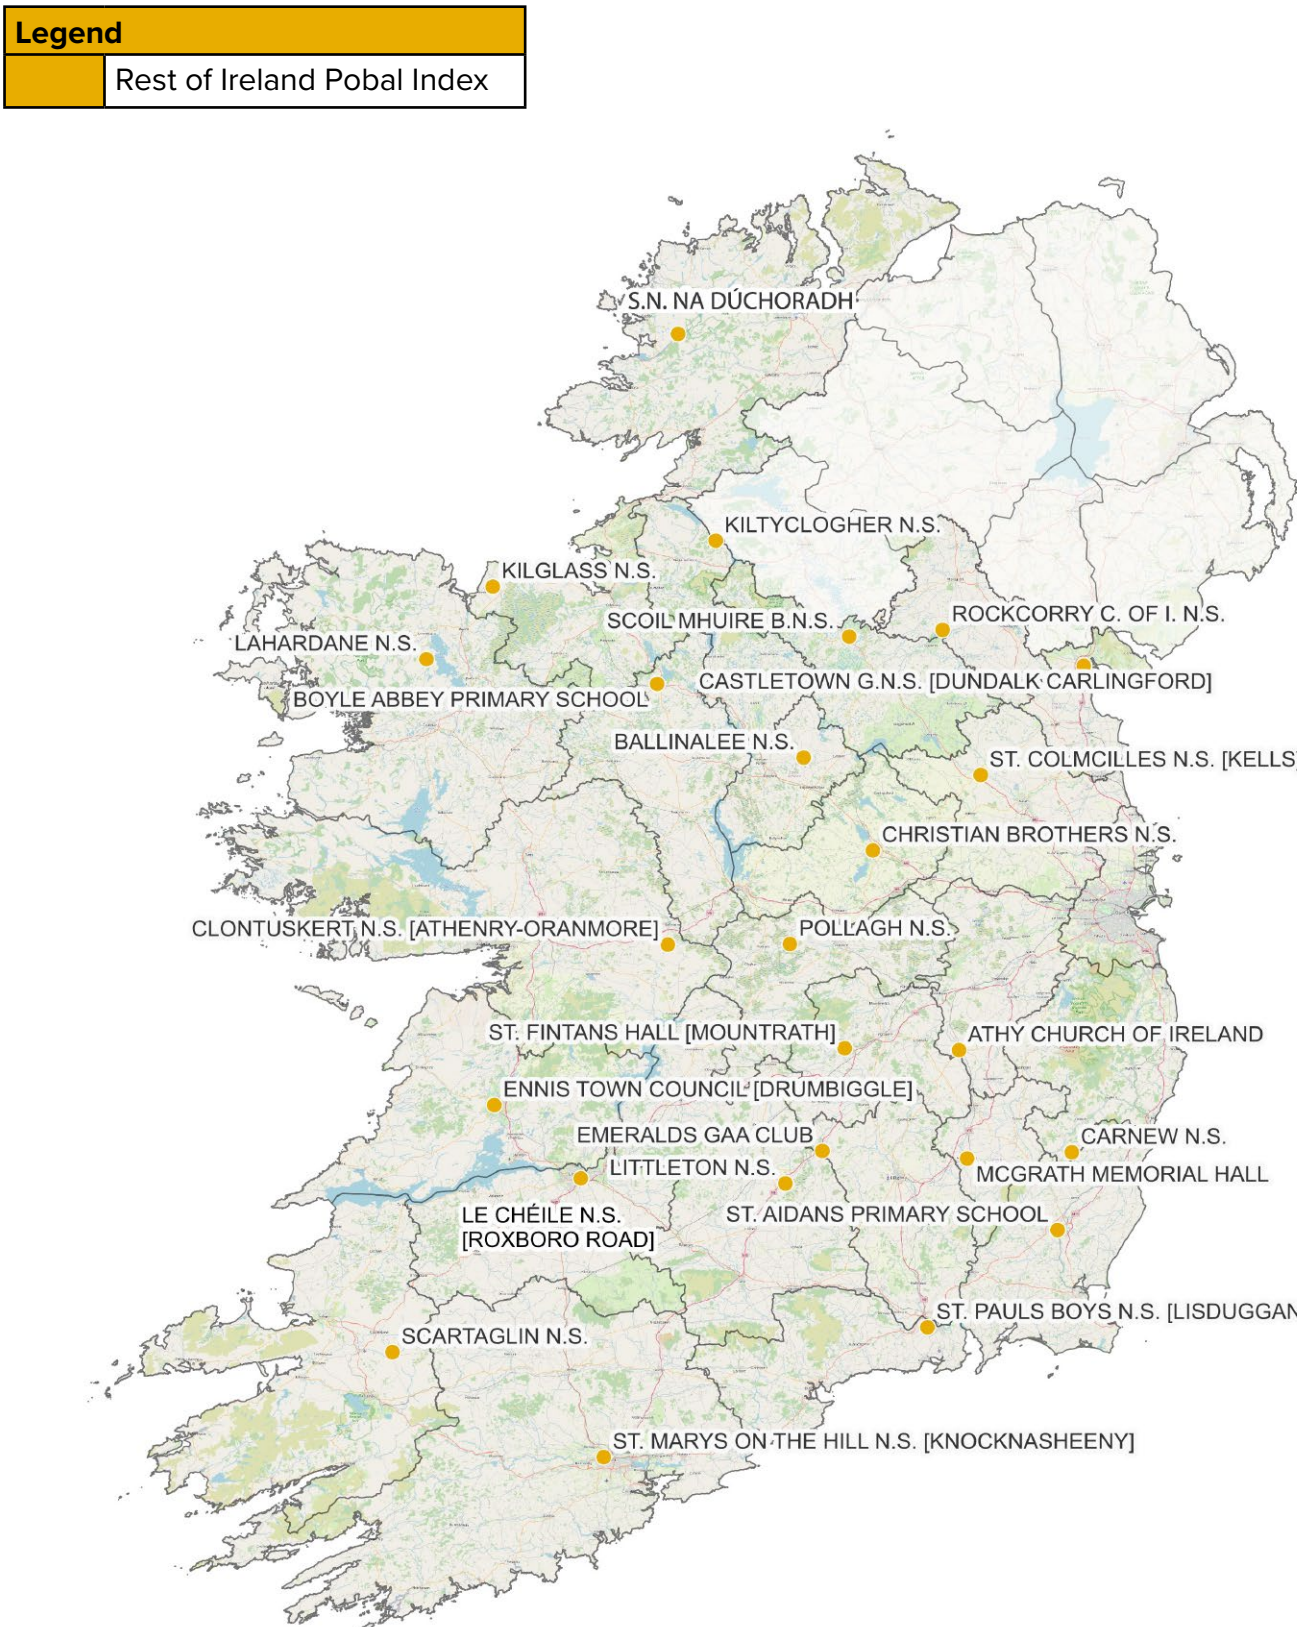 Legend
Rest of Ireland Pobal Index
S.N. NA DÚCHORADH
KILTYCLOGHER N.S.
KILGLASS N.S.
ROCKCORRY C. OF I. N.S.
SCOIL MHUIRE B.N.S.
LAHARDANE N.S.
CASTLETOWN G.N.S. [DUNDALK CARLINGFORD]
BOYLE ABBEY PRIMARY SCHOOL
BALLINALEE N.S.
ST. COLMCILLES N.S. [KELLS]
CHRISTIAN BROTHERS N.S.
CLONTUSKERT N.S. [ATHENRY-ORANMORE]
POLLAGH N.S.
ST. FINTANS HALL [MOUNTRATH]
ATHY CHURCH OF IRELAND
ENNIS TOWN COUNCIL [DRUMBIGGLE]
EMERALDS GAA CLUB
CARNEW N.S.
LITTLETON N.S.
MCGRATH MEMORIAL HALL
LE CHÉILE N.S.
[ROXBORO ROAD]
ST. AIDANS PRIMARY SCHOOL
ST. PAULS BOYS N.S. [LISDUGGAN
SCARTAGLIN N.S.
ST. MARYS ON THE HILL N.S. [KNOCKNASHEENY]